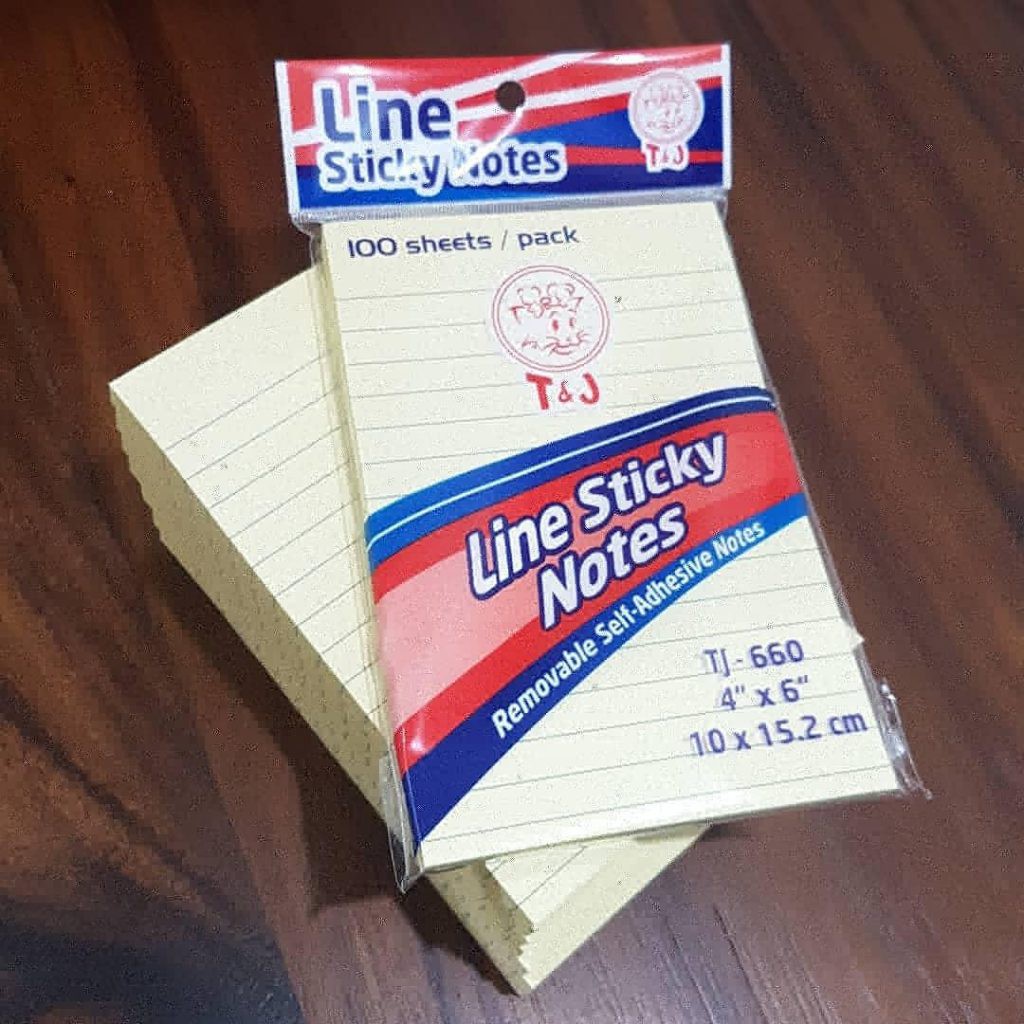 Line
Sticky Notes
T&J
100 sheets / pack
T&J
Line Sticky
Notes
Removable Self-Adhesive Notes
TJ - 660
4" x 6"
10 x 15.2 cm